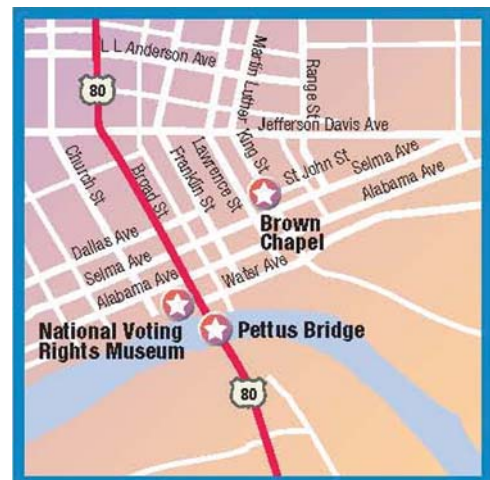 L L Anderson Ave
80
Martin Luther King St
Range St
Jefferson Davis Ave
Church St
Broad St
Franklin St
Lawrence St
St John St
Selma Ave
Alabama Ave
Brown
Chapel
Dallas Ave
Selma Ave
Alabama Ave
Water Ave
National Voting
Rights Museum
Pettus Bridge
80